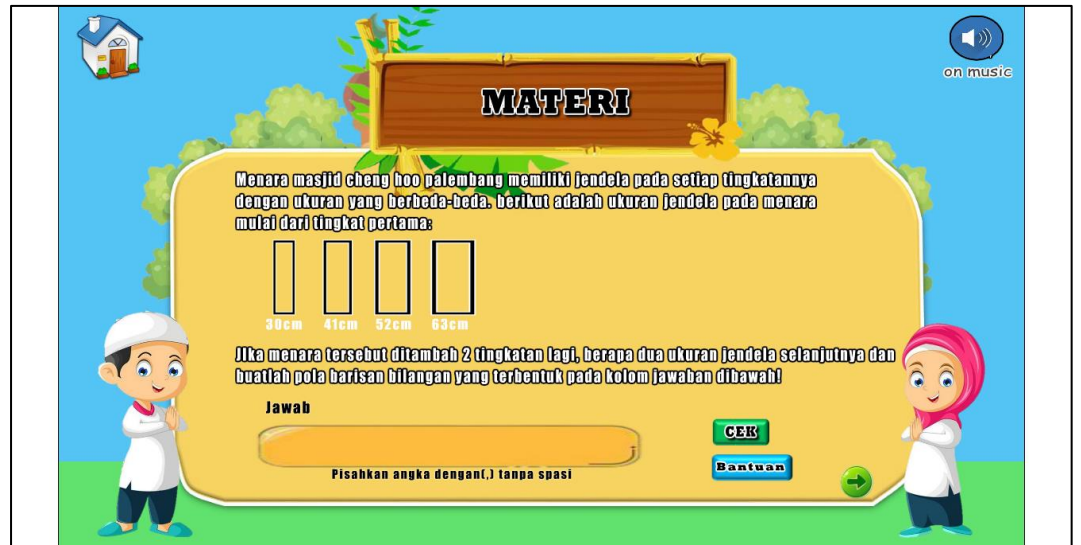 on music
MATERI
Menara masjid cheng hoo palembang memiliki jendela pada setiap tingkatannya
dengan ukuran yang berbeda-beda. berikut adalah ukuran jendela pada menara
mulai dari tingkat pertama:
30cm 41cm 52cm 63cm
JIka menara tersebut ditambah 2 tingkatan lagi, berapa dua ukuran jendela selanjutnya dan
buatlah pola barisan bilangan yang terbentuk pada kolom jawaban dibawah!
Jawab
CEK
Bantuan
Pisahkan angka dengan(,) tanpa spasi